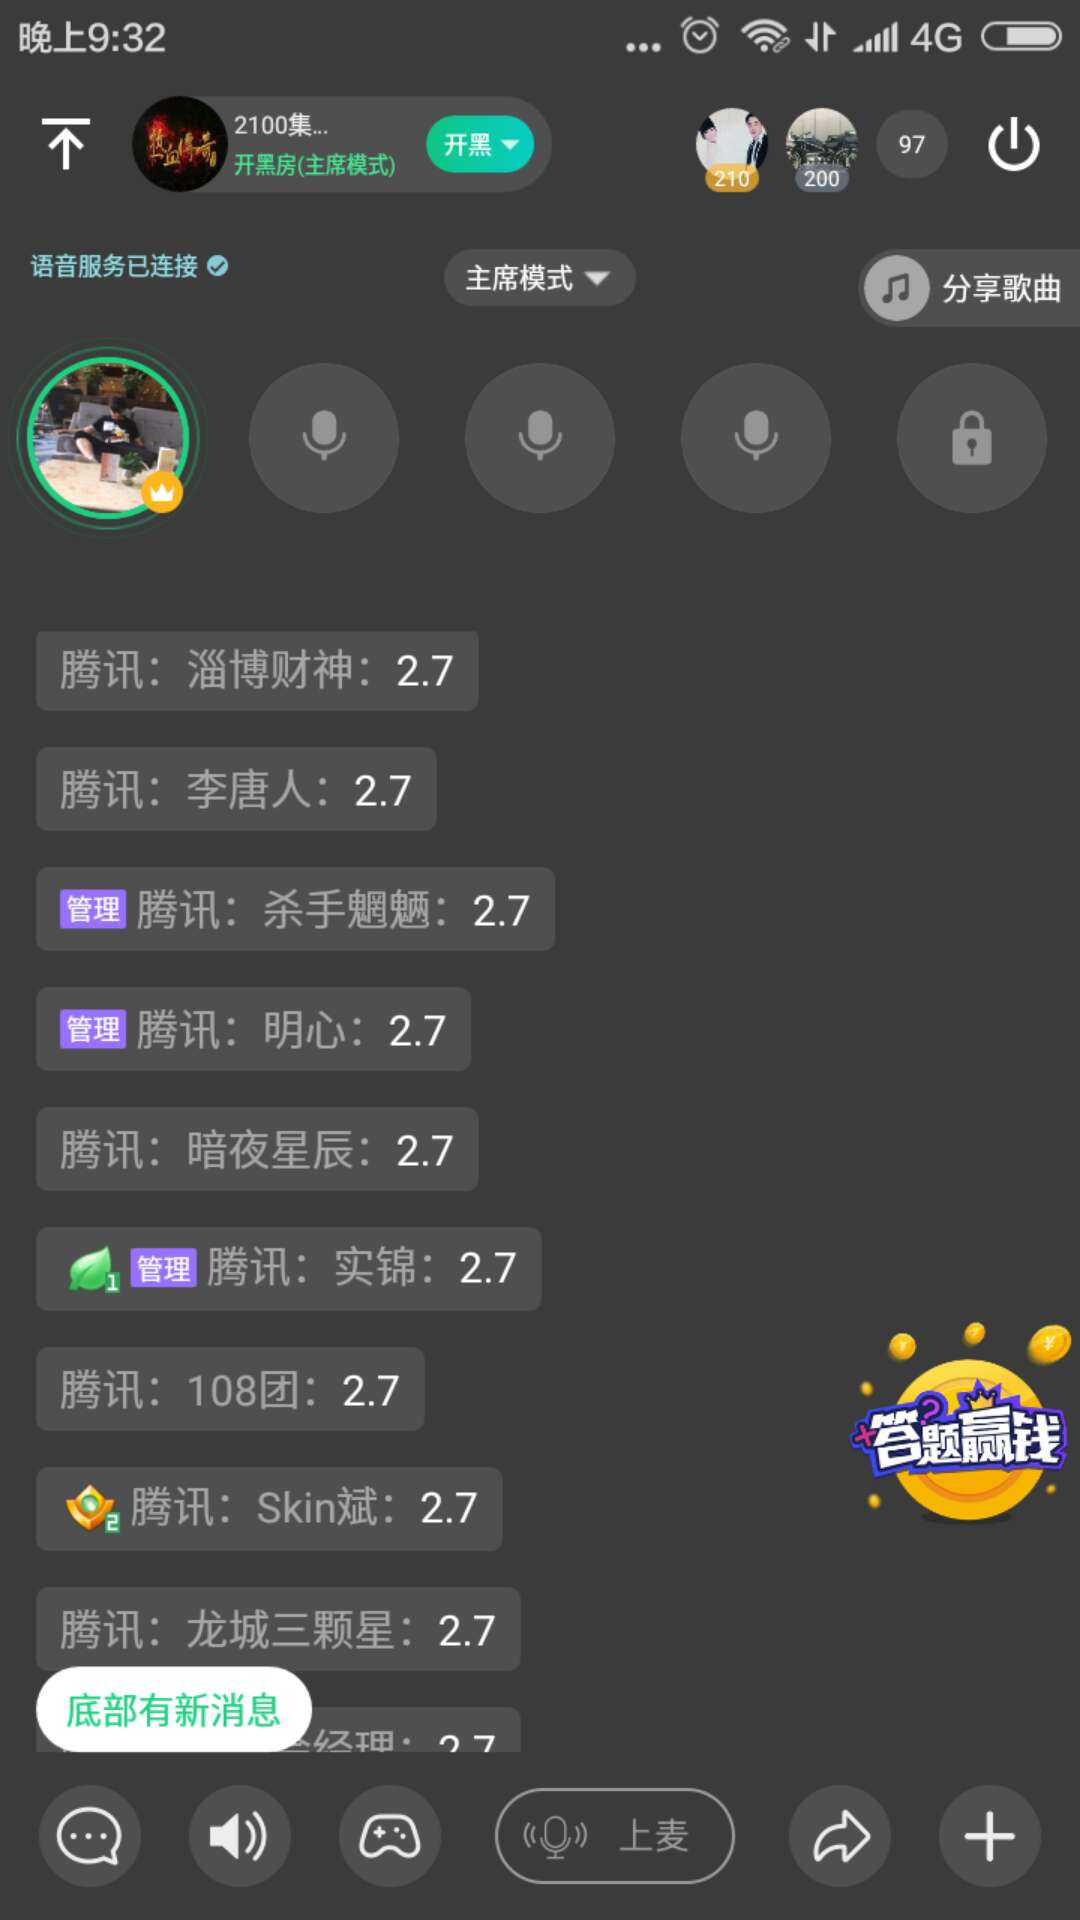 晚上9:32
4G
热血传奇
2100集...
开黑房(主席模式)
开黑
210
200
97
语音服务已连接
主席模式
分享歌曲
腾讯：淄博财神：2.7
腾讯：李唐人：2.7
管理 腾讯：杀手魍魉：2.7
管理 腾讯：明心：2.7
腾讯：暗夜星辰：2.7
1 管理 腾讯：实锦：2.7
腾讯：108团：2.7
2 腾讯：Skin斌：2.7
腾讯：龙城三颗星：2.7
答题赢钱
底部有新消息
经理：2.7
上麦